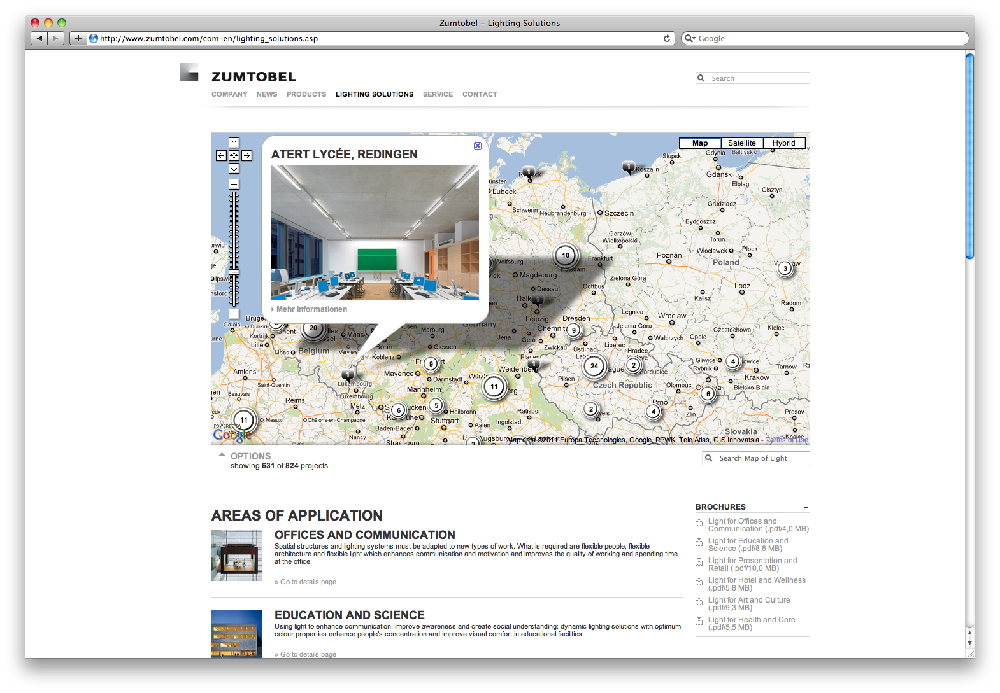 Zumtobel – Lighting Solutions
http://www.zumtobel.com/com-en/lighting_solutions.asp
Google
ZUMTOBEL
Search
COMPANY NEWS PRODUCTS LIGHTING SOLUTIONS SERVICE CONTACT
ATERT LYCÉE, REDINGEN
Mehr Informationen
Map Satellite Hybrid
Slupsk
Gdynia
Baltiysk
1
1
Koszalin
Gdansk
Elblag
Olsztyn
Lubeck
Schwerin
Neubrandenburg
Szczecin
Grudziadz
Bydgoszcz
Torun
Gorzów
Wielkopolski
Wloclawek
Plock
Poznan
Poland
10
Frankfurt
3
Wolfsburg
Magdeburg
Dessau
Cottbus
Zielona Góra
Lodz
Kalisz
Radom
1
Leipzig
Dresden
Legnica
Wroclaw
Germany
Jena
Gera
Chemnitz
9
Jelenia Góra
Walbrzych
Opole
Czestochowa
Kielce
Calais
Ghent
20
Lille
Mons
Belgium
Verviers
Bonn
Marburg
Giessen
Koblenz
Zwickau
Liberec
Hradec
Amiens
Saint-Quentin
Beauvais
Reims
1
Luxembourg
Luxembourg
Mayence
9
Darmstadt
Mannheim
11
1
Pilsen
24
2
Pardubice
Czech Republic
Gliwice
Rybnik
4
Krakow
Tarnow
Bielsko-Biala
Olomouc
6
Zlin
Metz
6
5
Heilbronn
Stuttgart
Ratisbon
2
4
Presov
11
Meaux
Châlons-en-Champagne
Nancy
Baden-Baden
Aalen
Ingolstadt
3
Slovakia
Kosice
POWERED BY
Google
Map data ©2011 Europa Technologies, Google, PPWK, Tele Atlas, GIS Innovatsia - Terms of Use
OPTIONS
showing 631 of 824 projects
Search Map of Light
AREAS OF APPLICATION
OFFICES AND COMMUNICATION
Spatial structures and lighting systems must be adapted to new types of work. What is required are flexible people, flexible
architecture and flexible light which enhances communication and motivation and improves the quality of working and spending time
at the office.
» Go to details page
EDUCATION AND SCIENCE
Using light to enhance communication, improve awareness and create social understanding: dynamic lighting solutions with optimum
colour properties enhance people's concentration and improve visual comfort in educational facilities.
» Go to details page
BROCHURES –
Light for Offices and
Communication (.pdf/4,0 MB)
Light for Education and
Science (.pdf/8,6 MB)
Light for Presentation and
Retail (.pdf/10,0 MB)
Light for Hotel and Wellness
(.pdf/5,8 MB)
Light for Art and Culture
(.pdf/9,3 MB)
Light for Health and Care
(.pdf/5,5 MB)